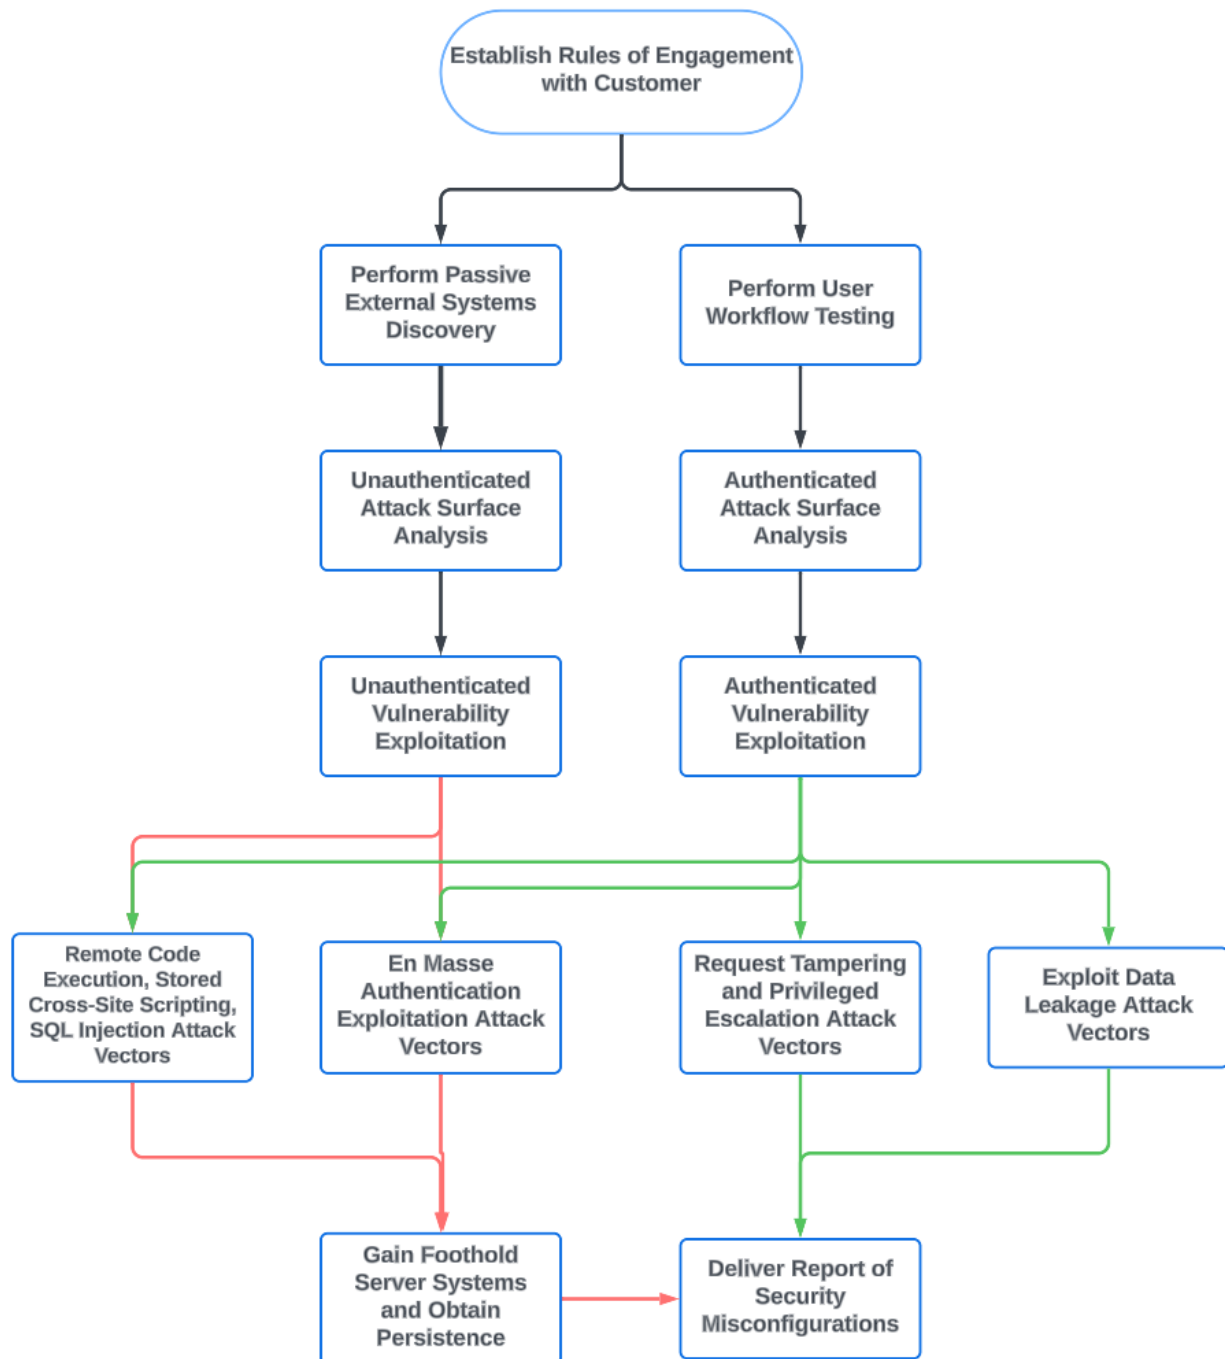 Establish Rules of Engagement
with Customer
Perform Passive
External Systems
Discovery
Perform User
Workflow Testing
Unauthenticated
Attack Surface
Analysis
Authenticated
Attack Surface
Analysis
Unauthenticated
Vulnerability
Exploitation
Authenticated
Vulnerability
Exploitation
Remote Code
Execution, Stored
Cross-Site Scripting,
SQL Injection Attack
Vectors
En Masse
Authentication
Exploitation Attack
Vectors
Request Tampering
and Privileged
Escalation Attack
Vectors
Exploit Data
Leakage Attack
Vectors
Gain Foothold
Server Systems
and Obtain
Persistence
Deliver Report of
Security
Misconfigurations